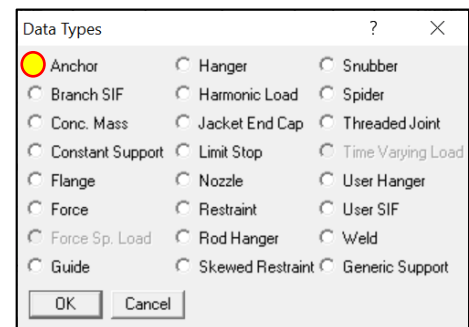 Data Types ? ×
Anchor Hanger Snubber
Branch SIF Harmonic Load Spider
Conc. Mass Jacket End Cap Threaded Joint
Constant Support Limit Stop Time Varying Load
Flange Nozzle User Hanger
Force Restraint User SIF
Force Sp. Load Rod Hanger Weld
Guide Skewed Restraint Generic Support
OK Cancel